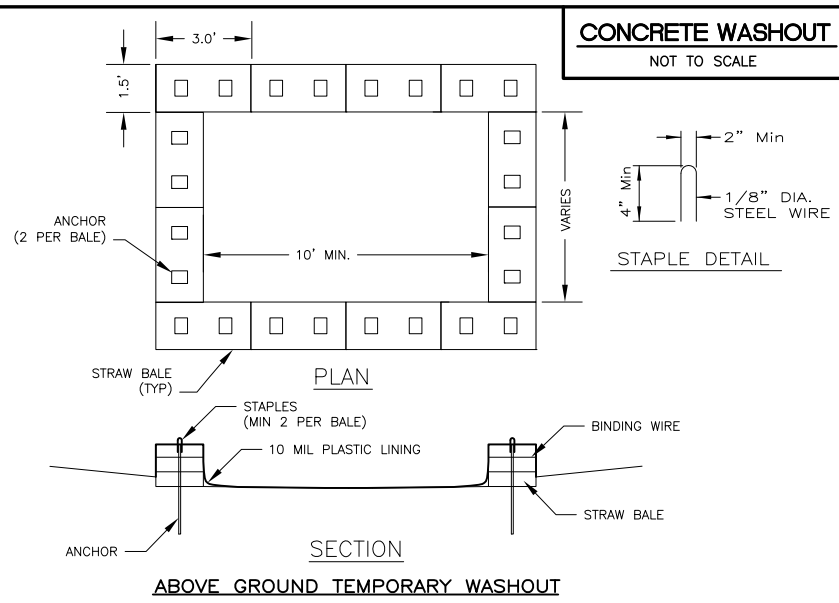 CONCRETE WASHOUT
NOT TO SCALE
3.0'
1.5'
2" Min
4" Min
1/8" DIA.
STEEL WIRE
STAPLE DETAIL
ANCHOR
(2 PER BALE)
10' MIN.
VARIES
STRAW BALE
(TYP)
PLAN
STAPLES
(MIN 2 PER BALE)
10 MIL PLASTIC LINING
BINDING WIRE
STRAW BALE
ANCHOR
SECTION
ABOVE GROUND TEMPORARY WASHOUT